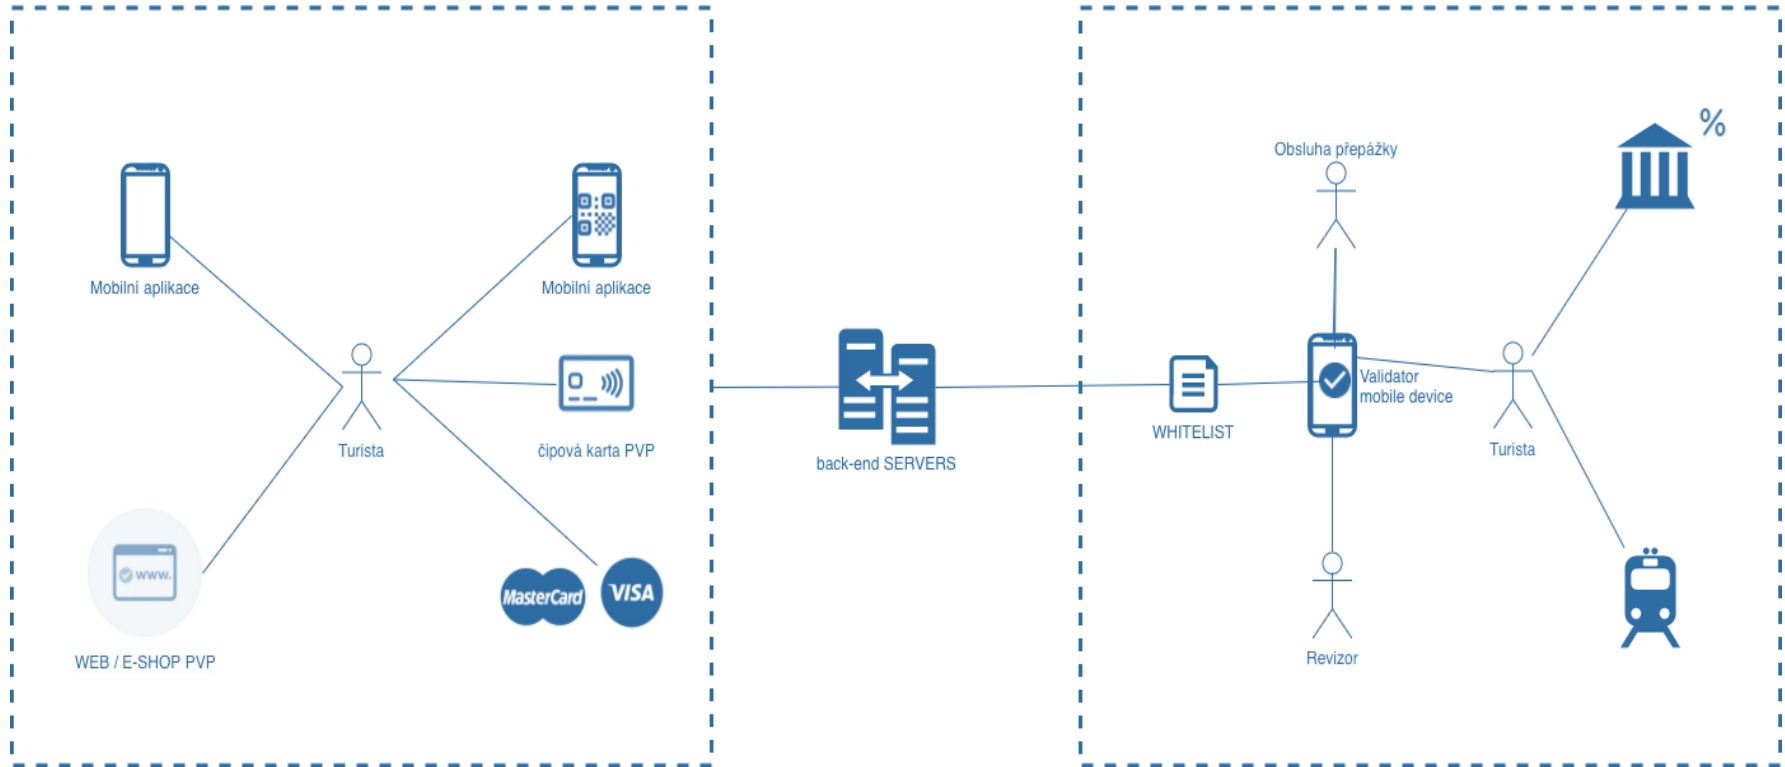 %
Obsluha přepážky
Mobilní aplikace
Mobilní aplikace
Validator
mobile device
WHITELIST
Turista
čipová karta PVP
Turista
back-end SERVERS
www.
MasterCard
VISA
WEB / E-SHOP PVP
Revizor